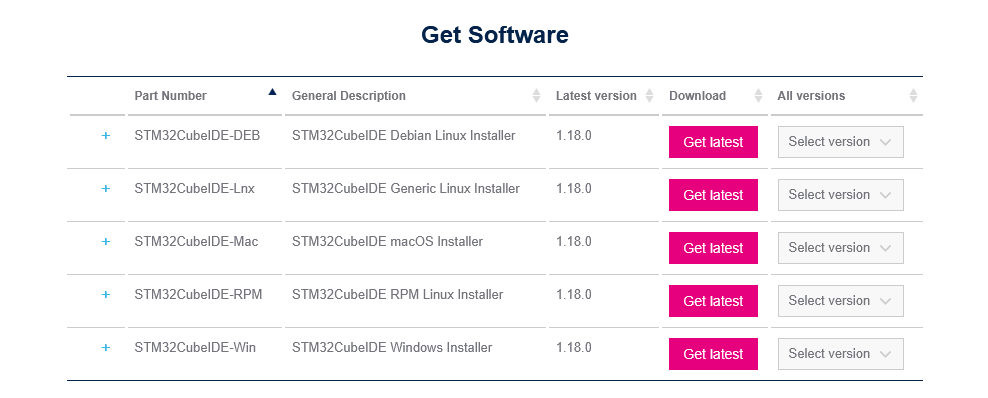 Get Software
Part Number General Description Latest version Download All versions
+ STM32CubeIDE-DEB STM32CubeIDE Debian Linux Installer 1.18.0 Get latest Select version
+ STM32CubeIDE-Lnx STM32CubeIDE Generic Linux Installer 1.18.0 Get latest Select version
+ STM32CubeIDE-Mac STM32CubeIDE macOS Installer 1.18.0 Get latest Select version
+ STM32CubeIDE-RPM STM32CubeIDE RPM Linux Installer 1.18.0 Get latest Select version
+ STM32CubeIDE-Win STM32CubeIDE Windows Installer 1.18.0 Get latest Select version